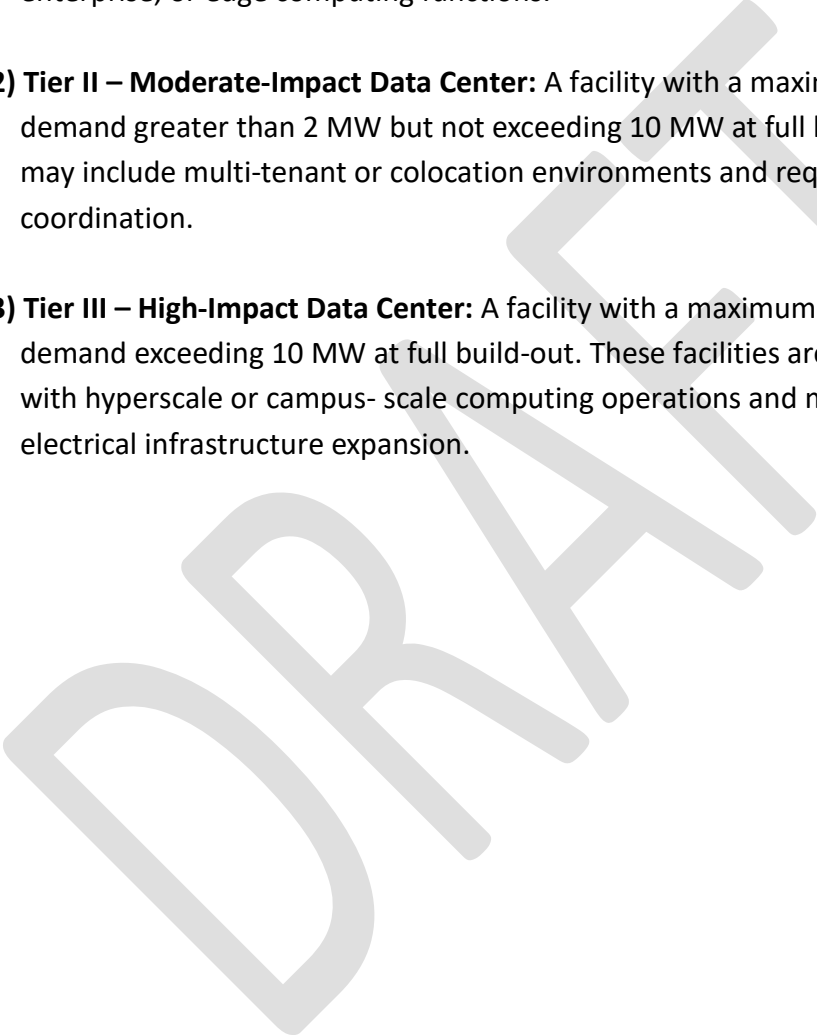 enterprise, or edge computing functions.
2) Tier II – Moderate-Impact Data Center: A facility with a
demand greater than 2 MW but not exceeding 10 MW at full
may include multi-tenant or colocation environments and
coordination.
3) Tier III – High-Impact Data Center: A facility with a maximum
demand exceeding 10 MW at full build-out. These facilities
with hyperscale or campus- scale computing operations and
electrical infrastructure expansion.
DRAFT